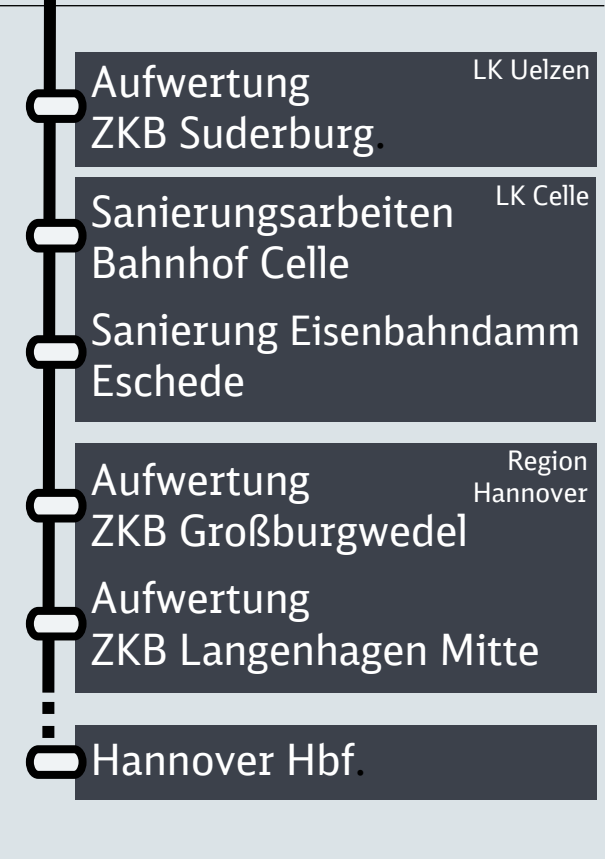 LK Uelzen
Aufwertung
ZKB Suderburg.
LK Celle
Sanierungsarbeiten
Bahnhof Celle
Sanierung Eisenbahndamm
Eschede
Region
Hannover
Aufwertung
ZKB Großburgwedel
Aufwertung
ZKB Langenhagen Mitte
Hannover Hbf.